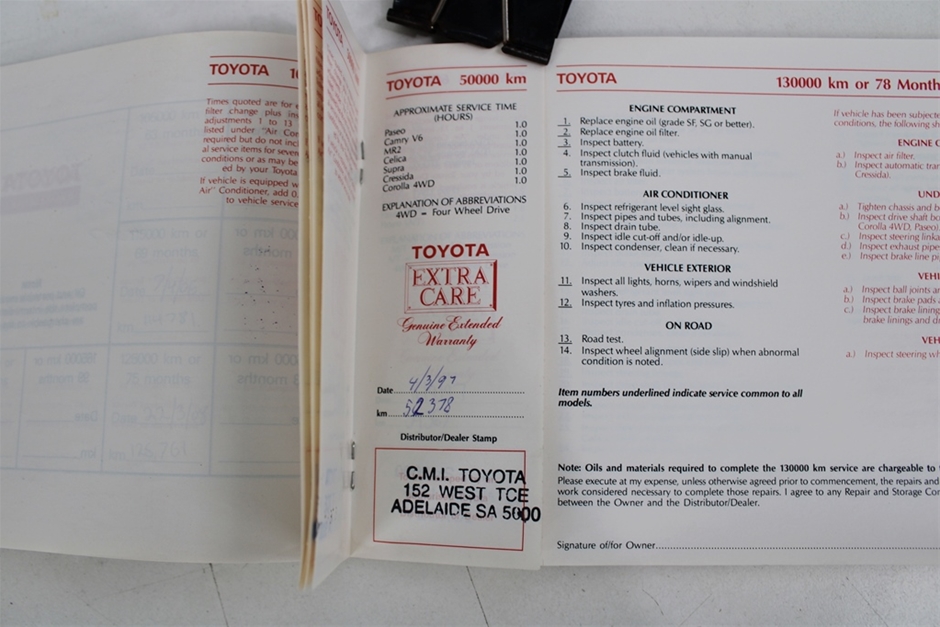 TOYOTA 10
Times quoted are for
filter change plus in
adjustments 1 to 13
listed under "Air Con
required but do not incl
al service items for seve
conditions or as may be
ed by your Toyota
If vehicle is equipped w
Air" Conditioner, add 0.
to vehicle service
TOYOTA 50000 km
APPROXIMATE SERVICE TIME
(HOURS)
Paseo 1.0
Camry V6 1.0
MR2 1.0
Celica 1.0
Supra 1.0
Cressida 1.0
Corolla 4WD 1.0
EXPLANATION OF ABBREVIATIONS
4WD = Four Wheel Drive
TOYOTA
EXTRA
CARE
Genuine Extended
Warranty
Date 4/3/97
km 52378
Distributor/Dealer Stamp
C.M.I. TOYOTA
152 WEST TCE
ADELAIDE SA 5000
TOYOTA 130000 km or 78 Month
ENGINE COMPARTMENT
1. Replace engine oil (grade SF, SG or better).
2. Replace engine oil filter.
3. Inspect battery.
4. Inspect clutch fluid (vehicles with manual
transmission).
5. Inspect brake fluid.
AIR CONDITIONER
6. Inspect refrigerant level sight glass.
7. Inspect pipes and tubes, including alignment.
8. Inspect drain tube.
9. Inspect idle cut-off and/or idle-up.
10. Inspect condenser, clean if necessary.
VEHICLE EXTERIOR
11. Inspect all lights, horns, wipers and windshield
washers.
12. Inspect tyres and inflation pressures.
ON ROAD
13. Road test.
14. Inspect wheel alignment (side slip) when abnormal
condition is noted.
Item numbers underlined indicate service common to all
models.
If vehicle has been subjecte
conditions, the following sh
ENGINE C
a.) Inspect air filter.
b.) Inspect automatic tran
Cressida).
UND
a.) Tighten chassis and b
b.) Inspect drive shaft bo
Corolla 4WD, Paseo)
c.) Inspect steering linka
d.) Inspect exhaust pipe
e.) Inspect brake line pi
VEHI
a.) Inspect ball joints a
b.) Inspect brake pads
c.) Inspect brake lining
brake linings and d
VEH
a.) Inspect steering wh
Note: Oils and materials required to complete the 130000 km service are chargeable to
Please execute at my expense, unless otherwise agreed prior to commencement, the repairs and
work considered necessary to complete those repairs. I agree to any Repair and Storage Con
between the Owner and the Distributor/Dealer.
Signature of/for Owner